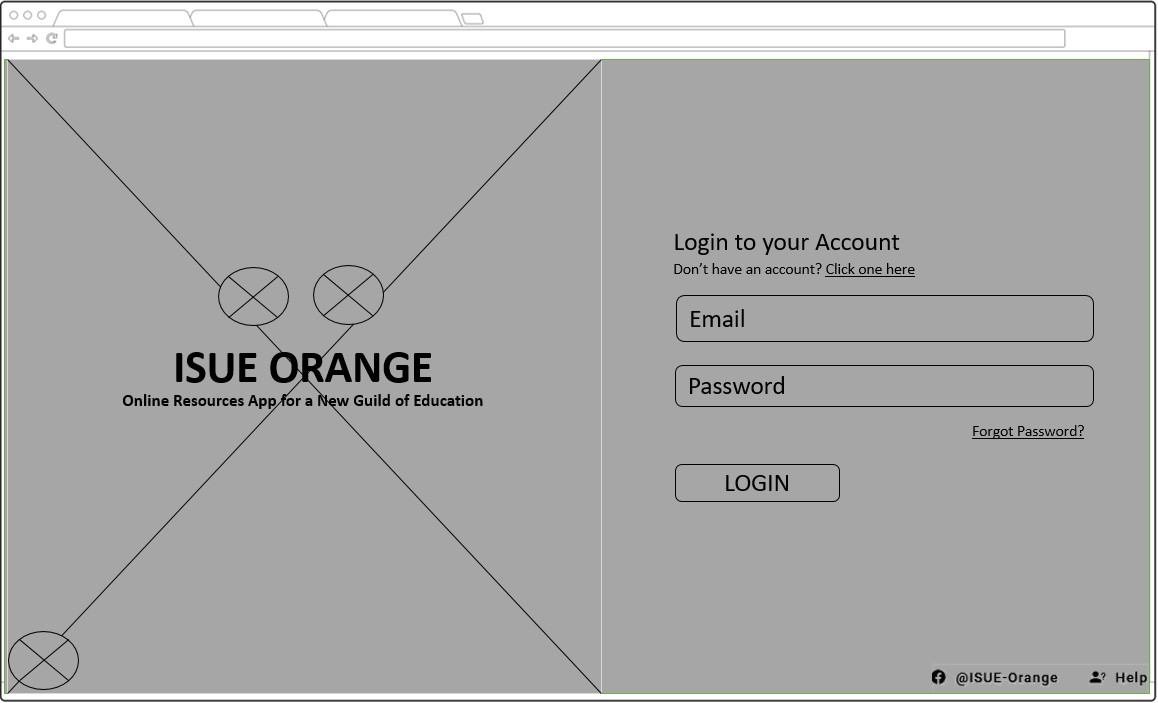 ISUE ORANGE
Online Resources App for a New Guild of Education
Login to your Account
Don't have an account? Click one here
Email
Password
Forgot Password?
LOGIN
@ISUE-Orange
Help